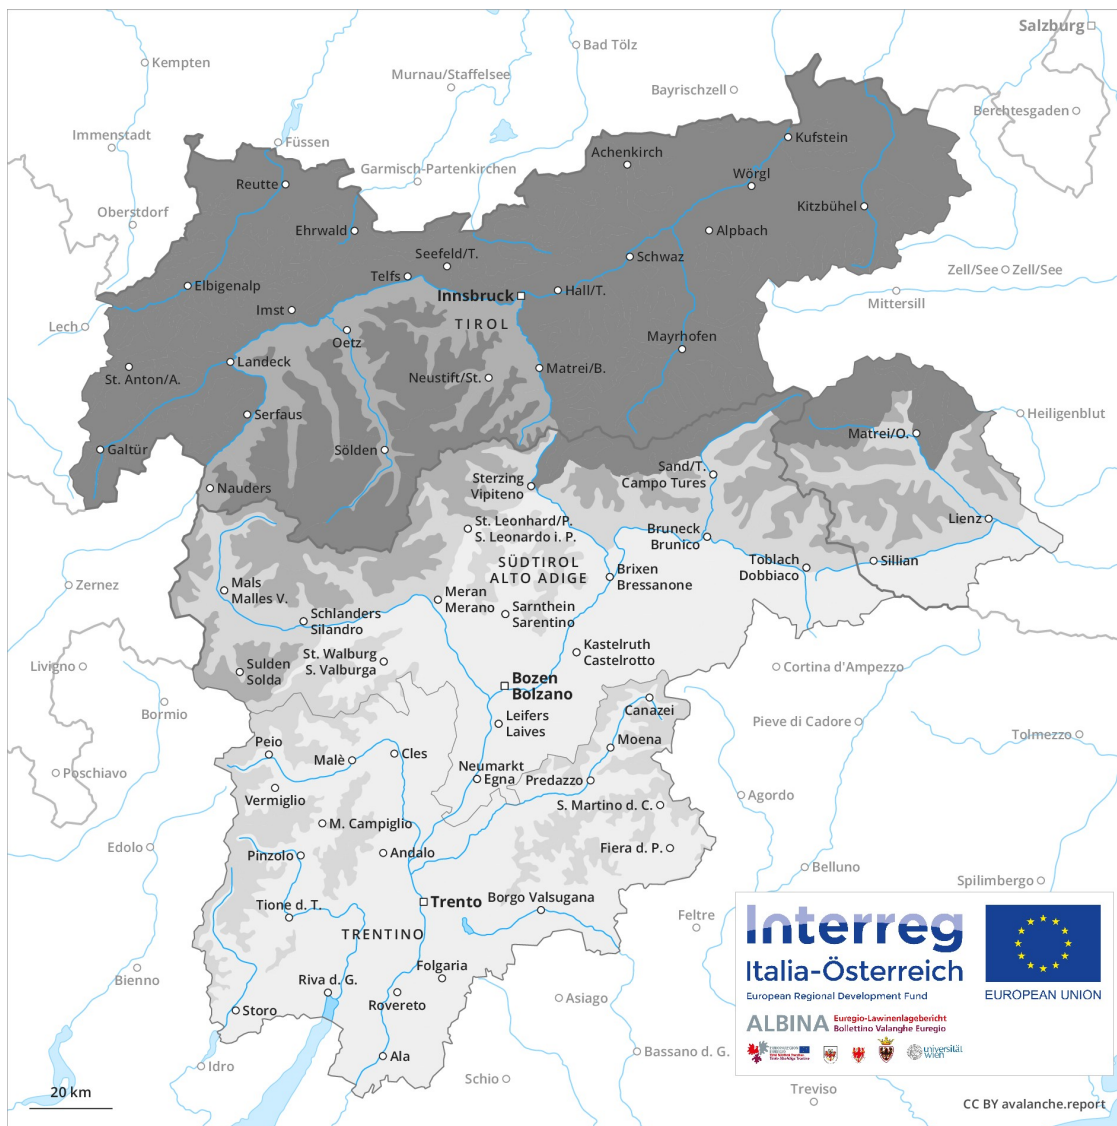 Salzburg
Bad Tölz
Kempten
Murnau/Staffelsee
Bayrischzell
Berchtesgaden
Immenstadt
Füssen
Kufstein
Achenkirch
Garmisch-Partenkirchen
Wörgl
Reutte
Kitzbühel
Oberstdorf
Ehrwald
Alpbach
Seefeld/T.
Schwaz
Telfs
Zell/See
Zell/See
Elbigenalp
Hall/T.
Innsbruck
Mittersill
Imst
TIROL
Lech
Oetz
Mayrhofen
Landeck
Matrei/B.
St. Anton/A.
Neustift/St.
Serfaus
Heiligenblut
Matrei/O.
Galtür
Sölden
Sand/T.
Campo Tures
Sterzing
Vipiteno
Nauders
Lienz
St. Leonhard/P.
S. Leonardo i. P.
Bruneck
Brunico
SÜDTIROL
ALTO ADIGE
Toblach
Dobbiaco
Sillian
Brixen
Bressanone
Zernez
Mals
Malles V.
Meran
Merano
Sarnthein
Sarentino
Schlanders
Silandro
Kastelruth
Castelrotto
St. Walburg
S. Valburga
Livigno
Sulden
Solda
Cortina d'Ampezzo
Bozen
Bolzano
Bormio
Canazei
Leifers
Laives
Pieve di Cadore
Tolmezzo
Peio
Moena
Malè
Cles
Poschiavo
Neumarkt
Egna
Predazzo
Vermiglio
Agordo
S. Martino d. C.
M. Campiglio
Edolo
Pinzolo
Andalo
Fiera d. P.
Belluno
Spilimbergo
Trento
Borgo Valsugana
Tione d. T.
Feltre
TRENTINO
Folgaria
Bienno
Riva d. G.
Rovereto
Asiago
Storo
Ala
Bassano d. G.
Idro
Schio
Treviso
20 km
Interreg
Italia-Österreich
European Regional Development Fund
EUROPEAN UNION
ALBINA
Euregio-Lawinenlagebericht
Bollettino Valanghe Euregio
universität
wien
CC BY avalanche.report